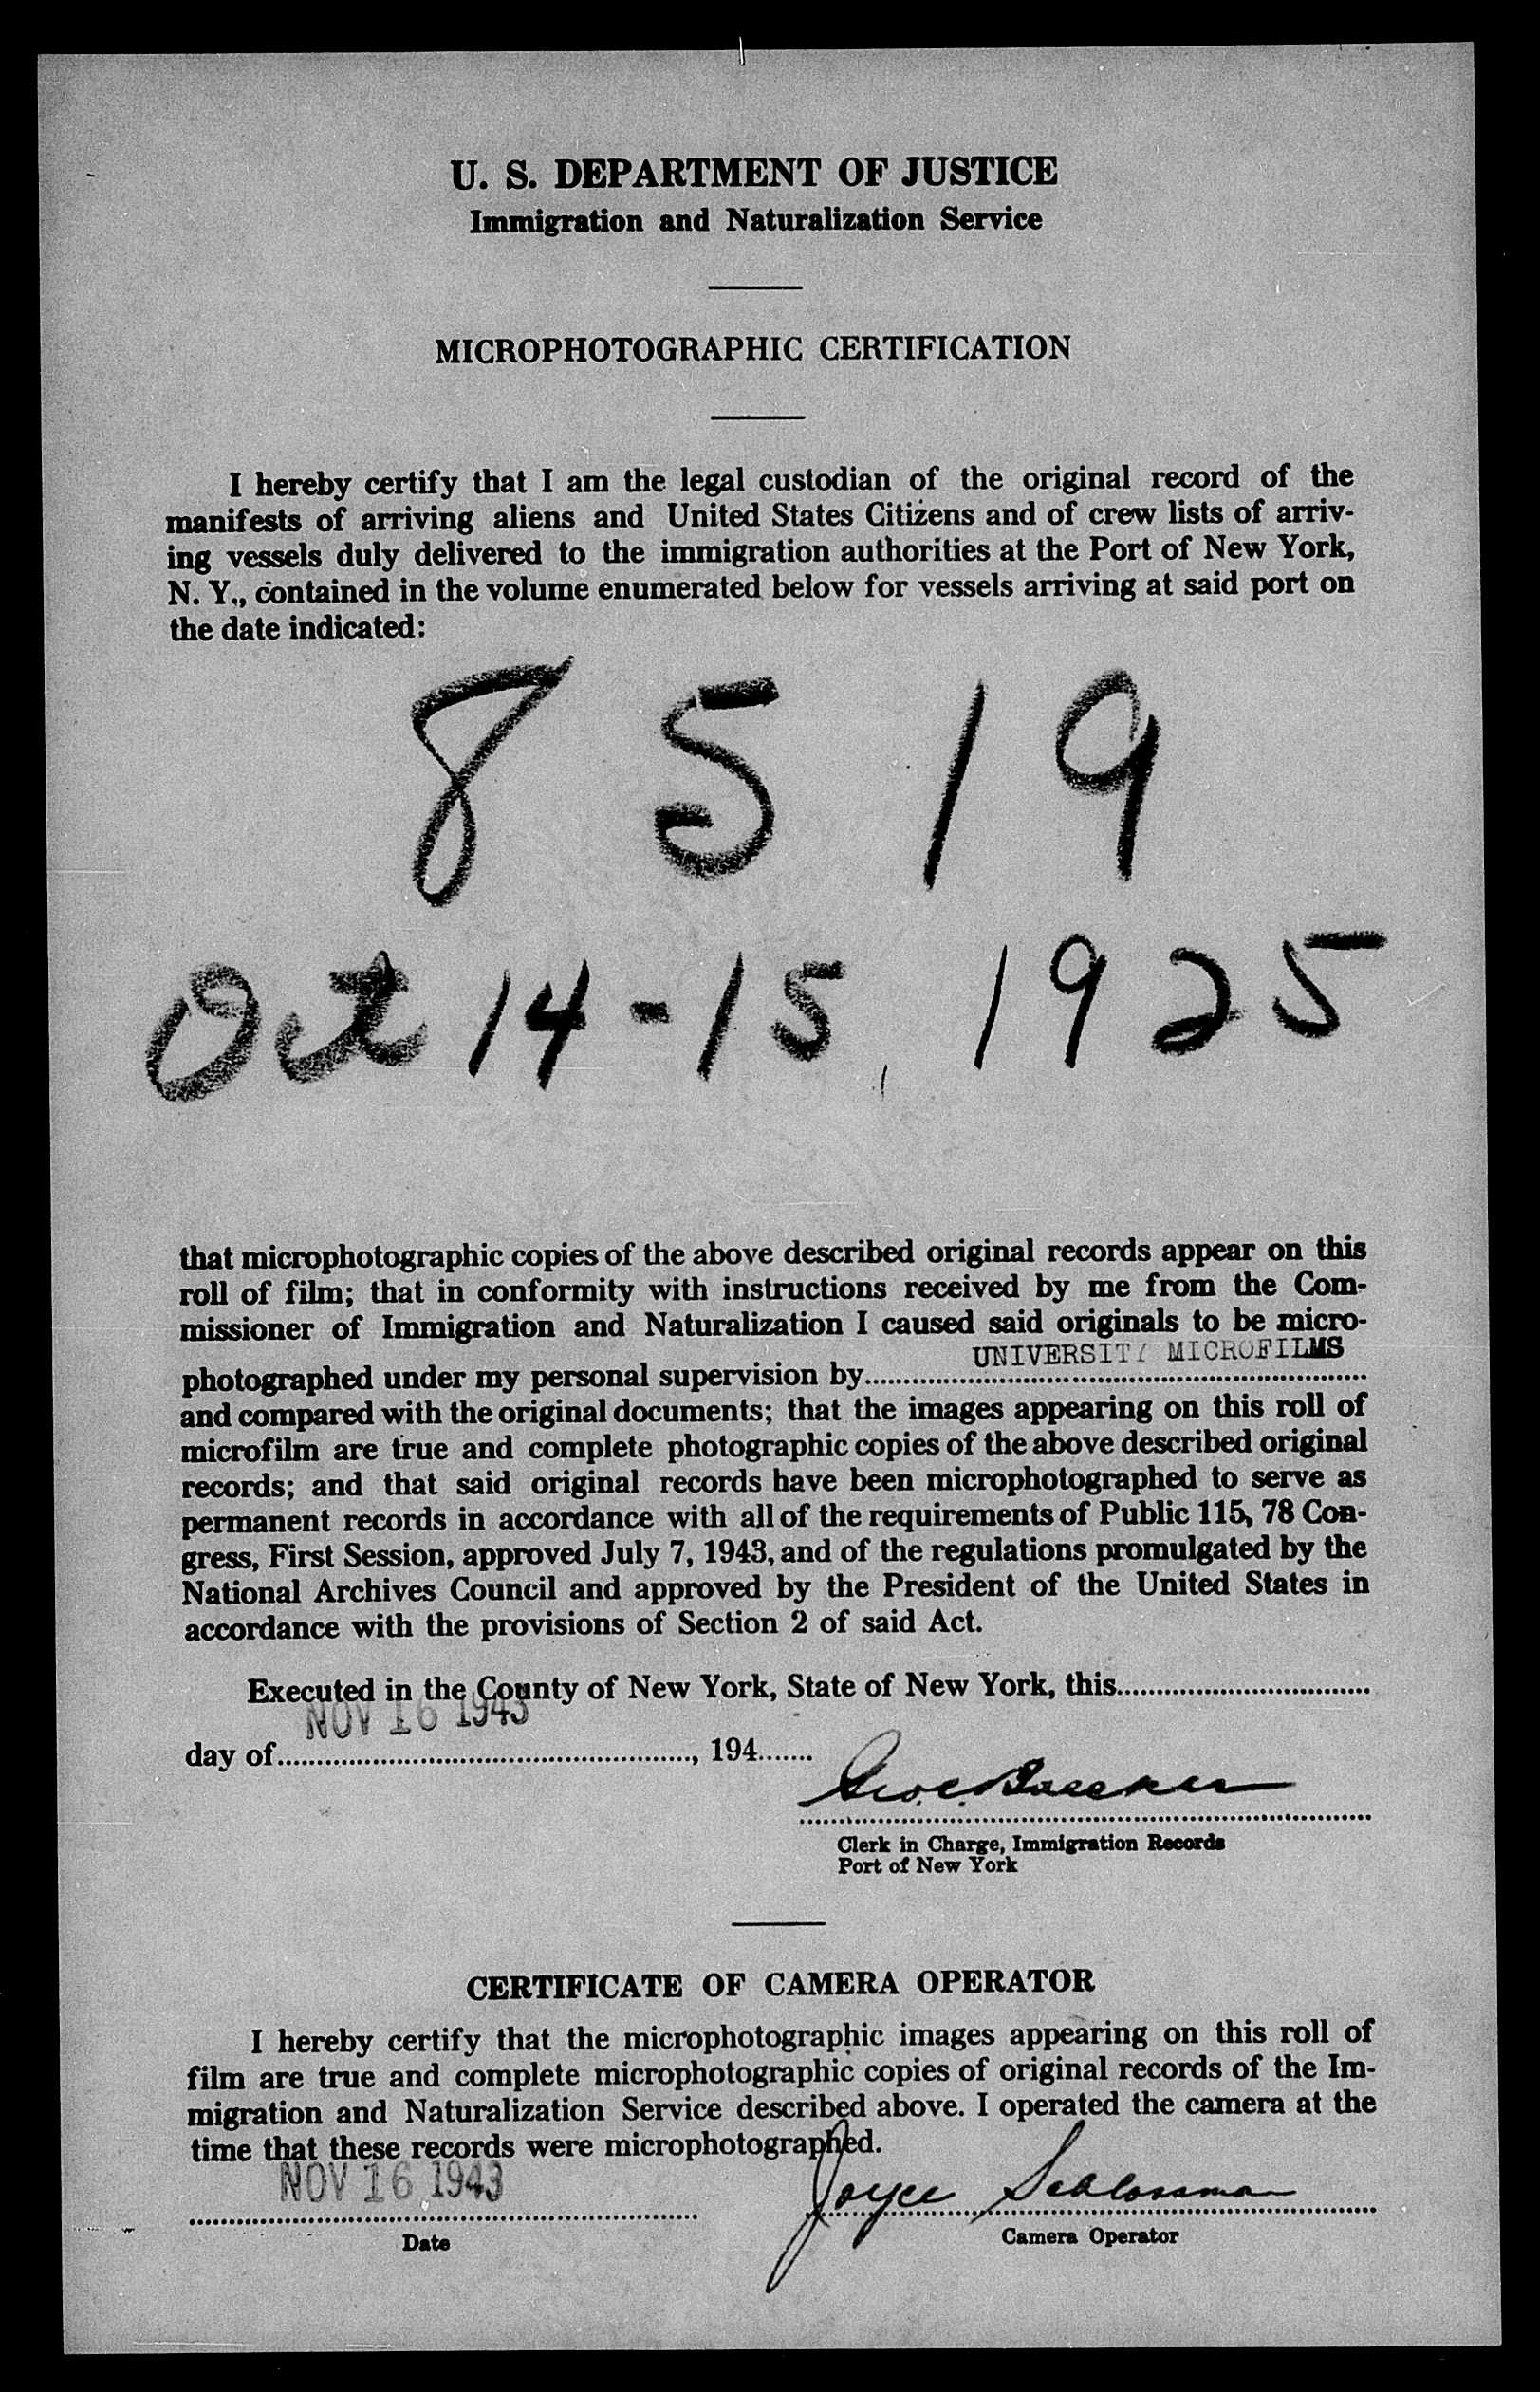 U. S. DEPARTMENT OF JUSTICE
Immigration and Naturalization Service
MICROPHOTOGRAPHIC CERTIFICATION
I hereby certify that I am the legal custodian of the original record of the
manifests of arriving aliens and United States Citizens and of crew lists of arriv-
ing vessels duly delivered to the immigration authorities at the Port of New York,
N. Y., contained in the volume enumerated below for vessels arriving at said port on
the date indicated:
8 5 1 9
Oct 14-15, 1925
that microphotographic copies of the above described original records appear on this
roll of film; that in conformity with instructions received by me from the Com-
missioner of Immigration and Naturalization I caused said originals to be micro-
UNIVERSITY MICROFILMS
photographed under my personal supervision by
and compared with the original documents; that the images appearing on this roll of
microfilm are true and complete photographic copies of the above described original
records; and that said original records have been microphotographed to serve as
permanent records in accordance with all of the requirements of Public 115, 78 Con-
gress, First Session, approved July 7, 1943, and of the regulations promulgated by the
National Archives Council and approved by the President of the United States in
accordance with the provisions of Section 2 of said Act.
Executed in the County of New York, State of New York, this
NOV 16 1943
day of, 194
Clerk in Charge, Immigration Records
Port of New York
CERTIFICATE OF CAMERA OPERATOR
I hereby certify that the microphotographic images appearing on this roll of
film are true and complete microphotographic copies of original records of the Im-
migration and Naturalization Service described above. I operated the camera at the
time that these records were microphotographed.
NOV 16 1943
Joyce Schlossman
Date
Camera Operator